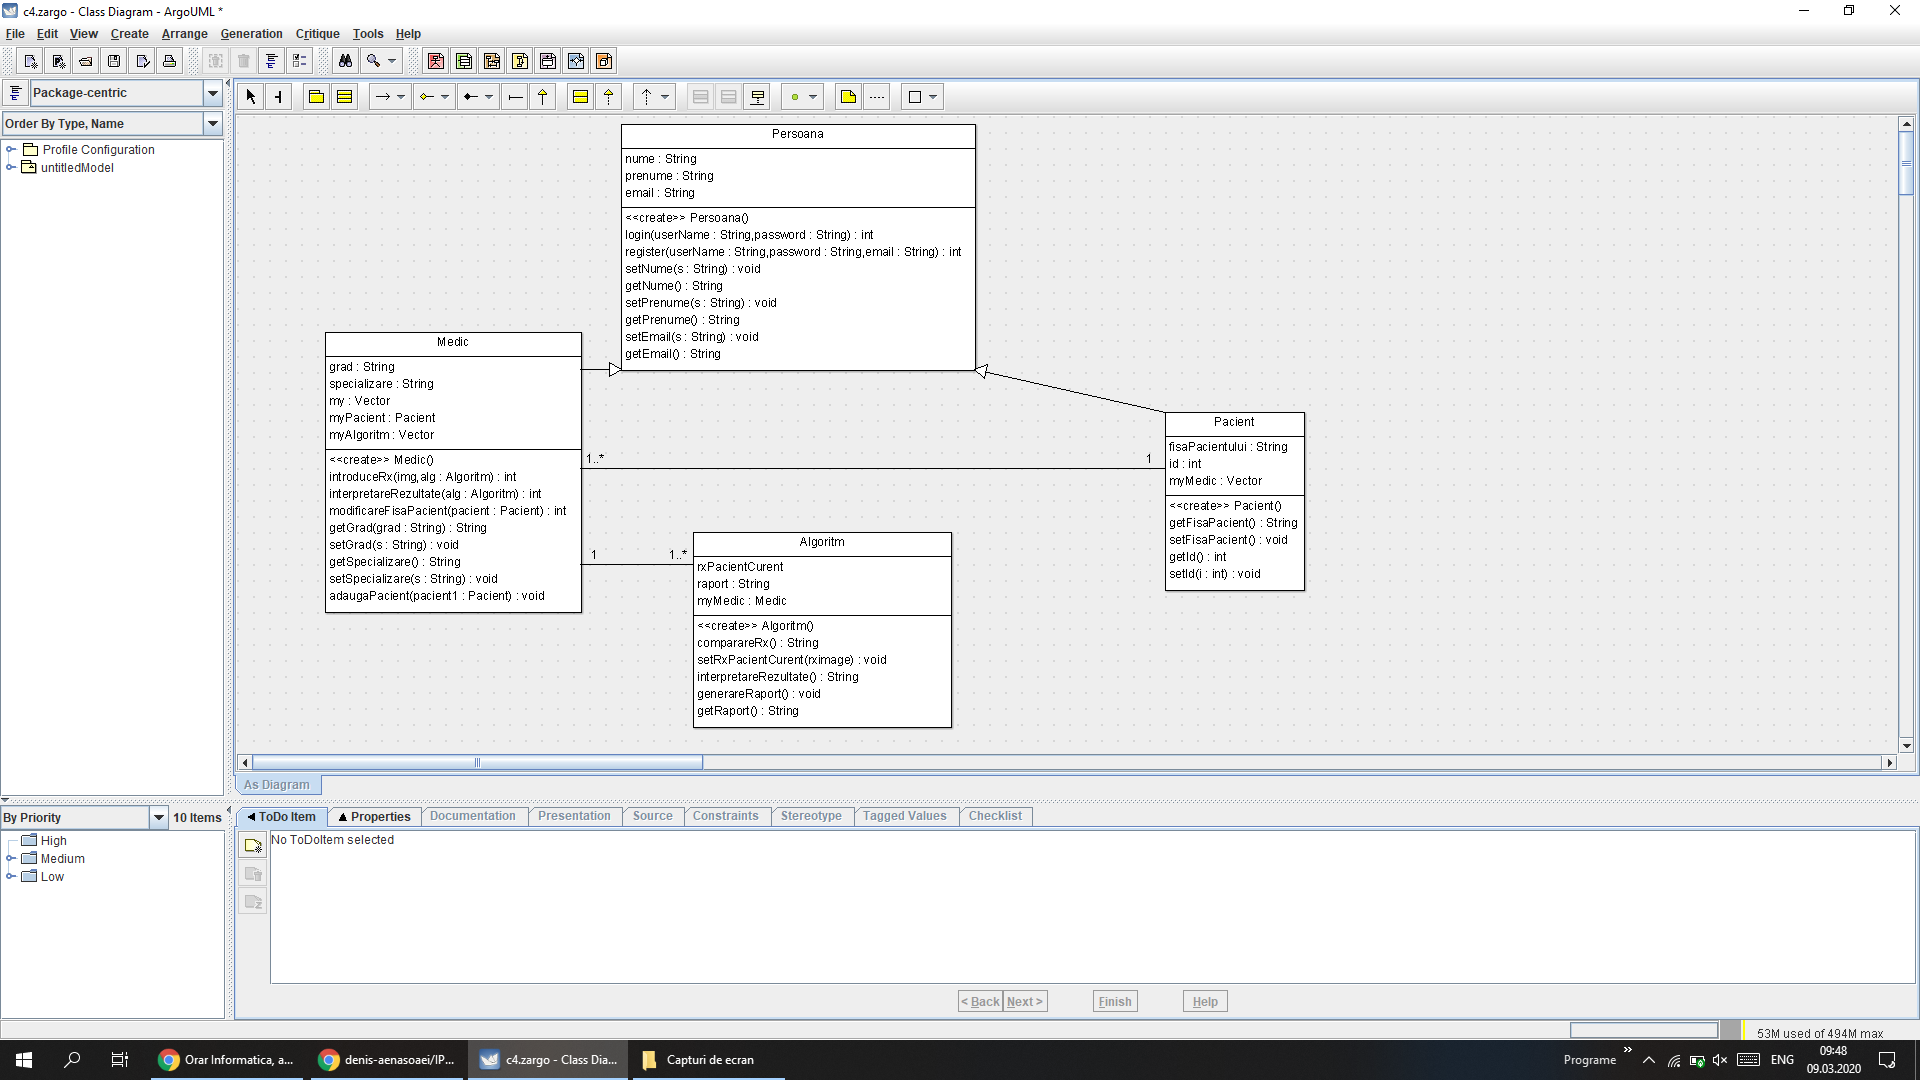 c4.zargo - Class Diagram - ArgoUML *
File Edit View Create Arrange Generation Critique Tools Help
Package-centric
Order By Type, Name
Profile Configuration
untitledModel
Persoana
nume : String
prenume : String
email : String
<<create>> Persoana()
login(userName : String,password : String) : int
register(userName : String,password : String,email : String) : int
setNume(s : String) : void
getNume() : String
setPrenume(s : String) : void
getPrenume() : String
setEmail(s : String) : void
getEmail() : String
Medic
grad : String
specializare : String
my : Vector
myPacient : Pacient
myAlgoritm : Vector
<<create>> Medic()
introduceRx(img,alg : Algoritm) : int
interpretareRezultate(alg : Algoritm) : int
modificareFisaPacient(pacient : Pacient) : int
getGrad(grad : String) : String
setGrad(s : String) : void
getSpecializare() : String
setSpecializare(s : String) : void
adaugaPacient(pacient1 : Pacient) : void
1..*
1
Pacient
fisaPacientului : String
id : int
myMedic : Vector
<<create>> Pacient()
getFisaPacient() : String
setFisaPacient() : void
getId() : int
setId(i : int) : void
1
1..*
Algoritm
rxPacientCurent
raport : String
myMedic : Medic
<<create>> Algoritm()
comparareRx() : String
setRxPacientCurent(rximage) : void
interpretareRezultate() : String
generareRaport() : void
getRaport() : String
As Diagram
By Priority
10 Items
High
Medium
Low
ToDo Item
Properties
Documentation
Presentation
Source
Constraints
Stereotype
Tagged Values
Checklist
No ToDoItem selected
< Back
Next >
Finish
Help
53M used of 494M max
Orar Informatica, a...
denis-aenasoaei/IP...
c4.zargo - Class Dia...
Capturi de ecran
Programe
ENG
09:48
09.03.2020